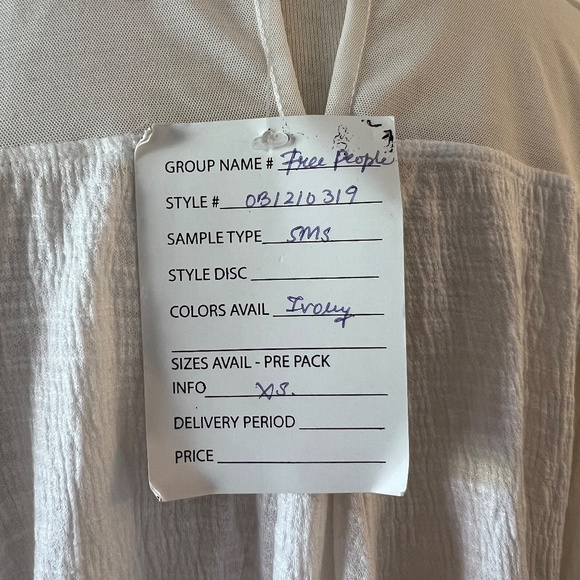 GROUP NAME # Free People
STYLE # OB1210319
SAMPLE TYPE SMS
STYLE DISC
COLORS AVAIL Ivory
SIZES AVAIL - PRE PACK
INFO XS.
DELIVERY PERIOD
PRICE